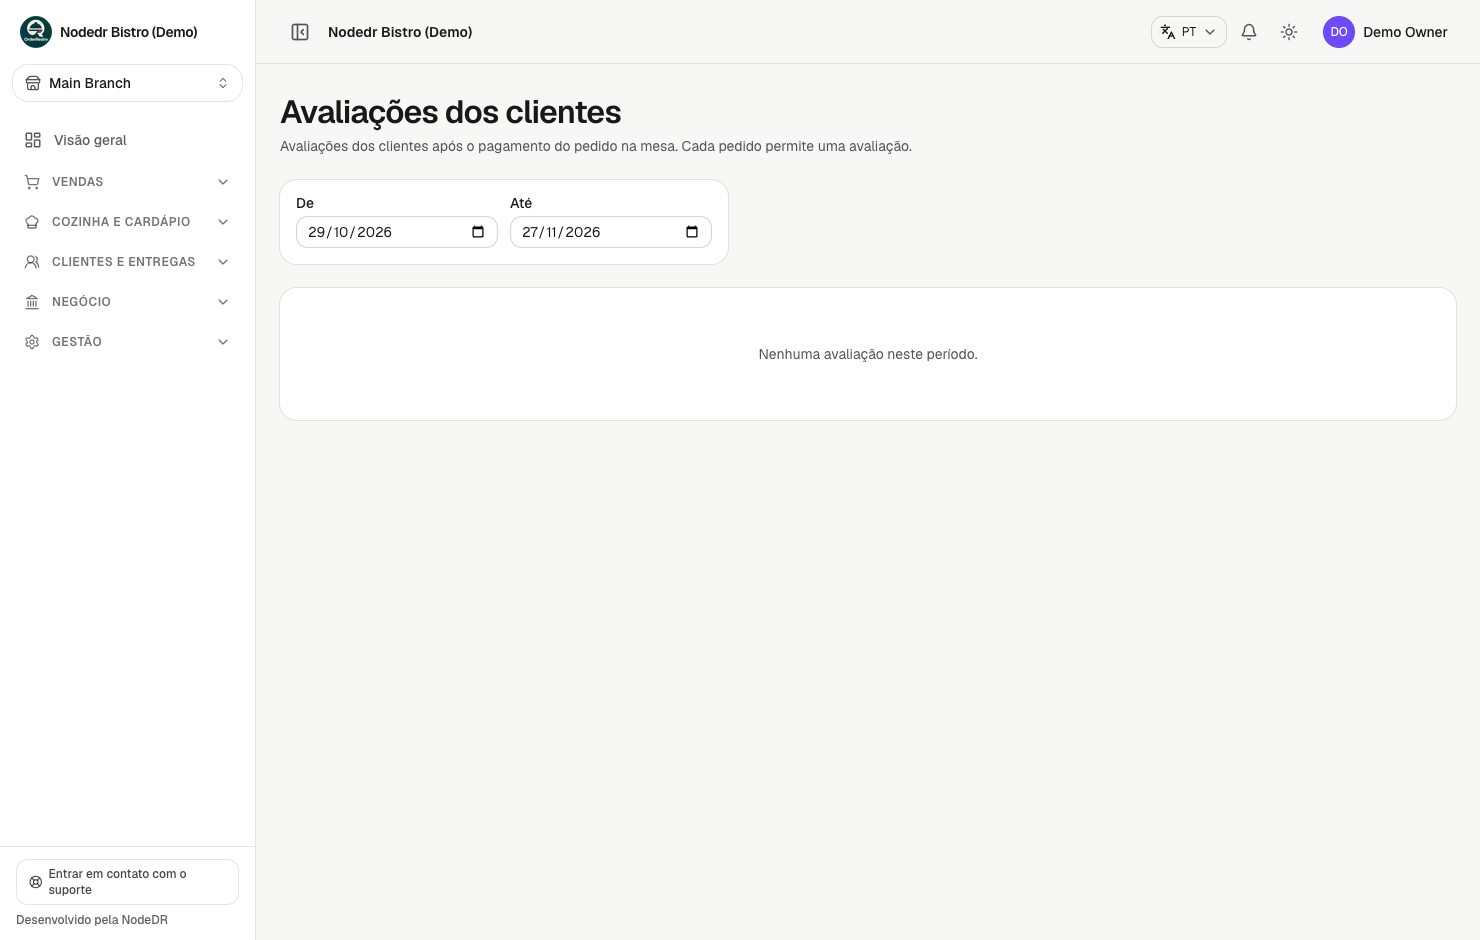 Nodedr Bistro (Demo)
Main Branch
Visão geral
VENDAS
COZINHA E CARDÁPIO
CLIENTES E ENTREGAS
NEGÓCIO
GESTÃO
Entrar em contato com o
suporte
Desenvolvido pela NodeDR
Nodedr Bistro (Demo)
PT
DO
Demo Owner
Avaliações dos clientes
Avaliações dos clientes após o pagamento do pedido na mesa. Cada pedido permite uma avaliação.
De
Até
29/10/2026
27/11/2026
Nenhuma avaliação neste período.